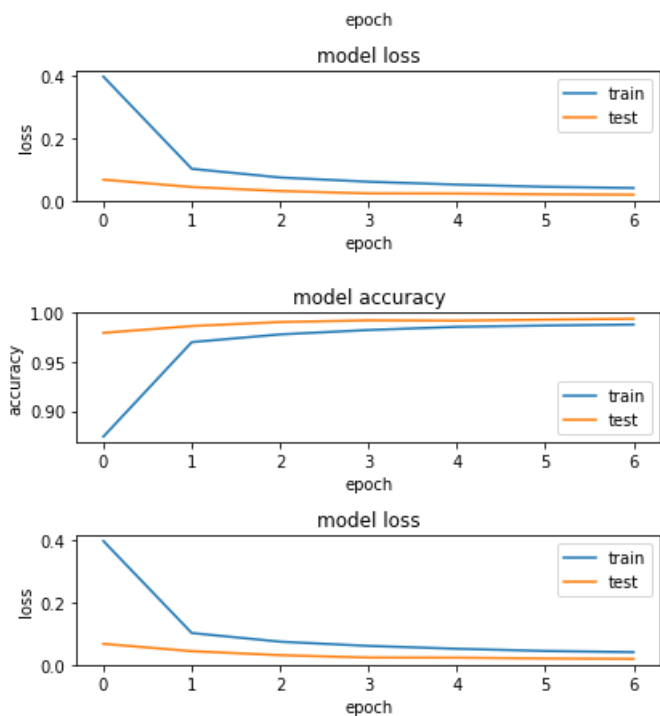 epoch
model loss
0.4
0.2
0.0
loss
train
test
0 1 2 3 4 5 6
epoch
model accuracy
1.00
0.95
0.90
accuracy
train
test
0 1 2 3 4 5 6
epoch
model loss
0.4
0.2
0.0
loss
train
test
0 1 2 3 4 5 6
epoch